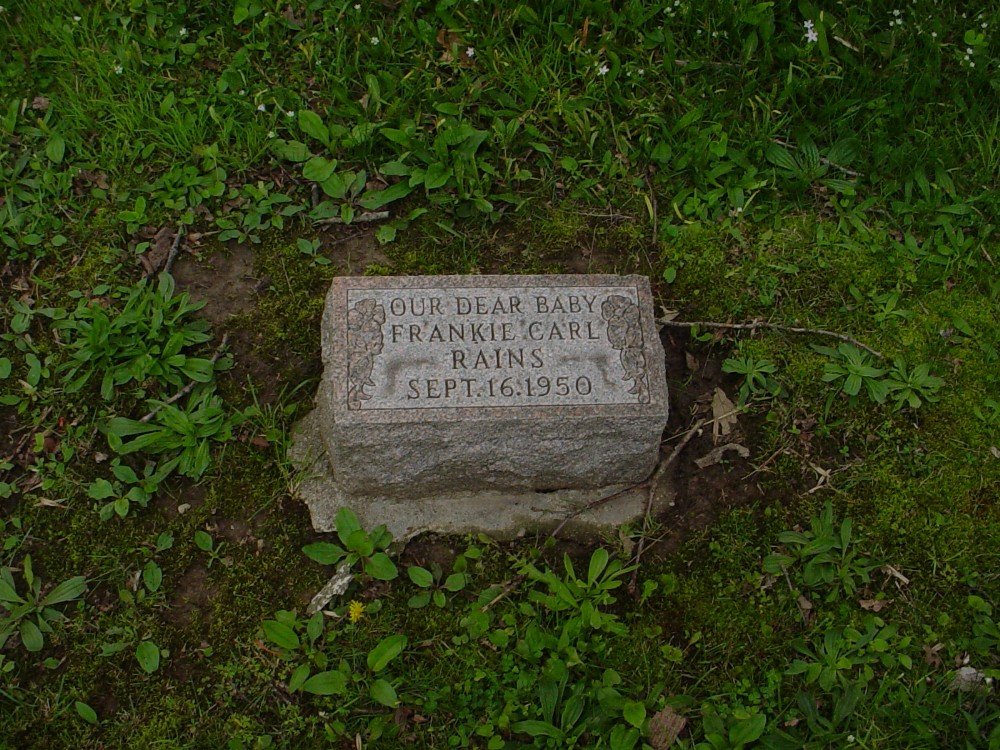 OUR DEAR BABY
FRANKIE CARL
RAINS
SEPT. 16. 1950